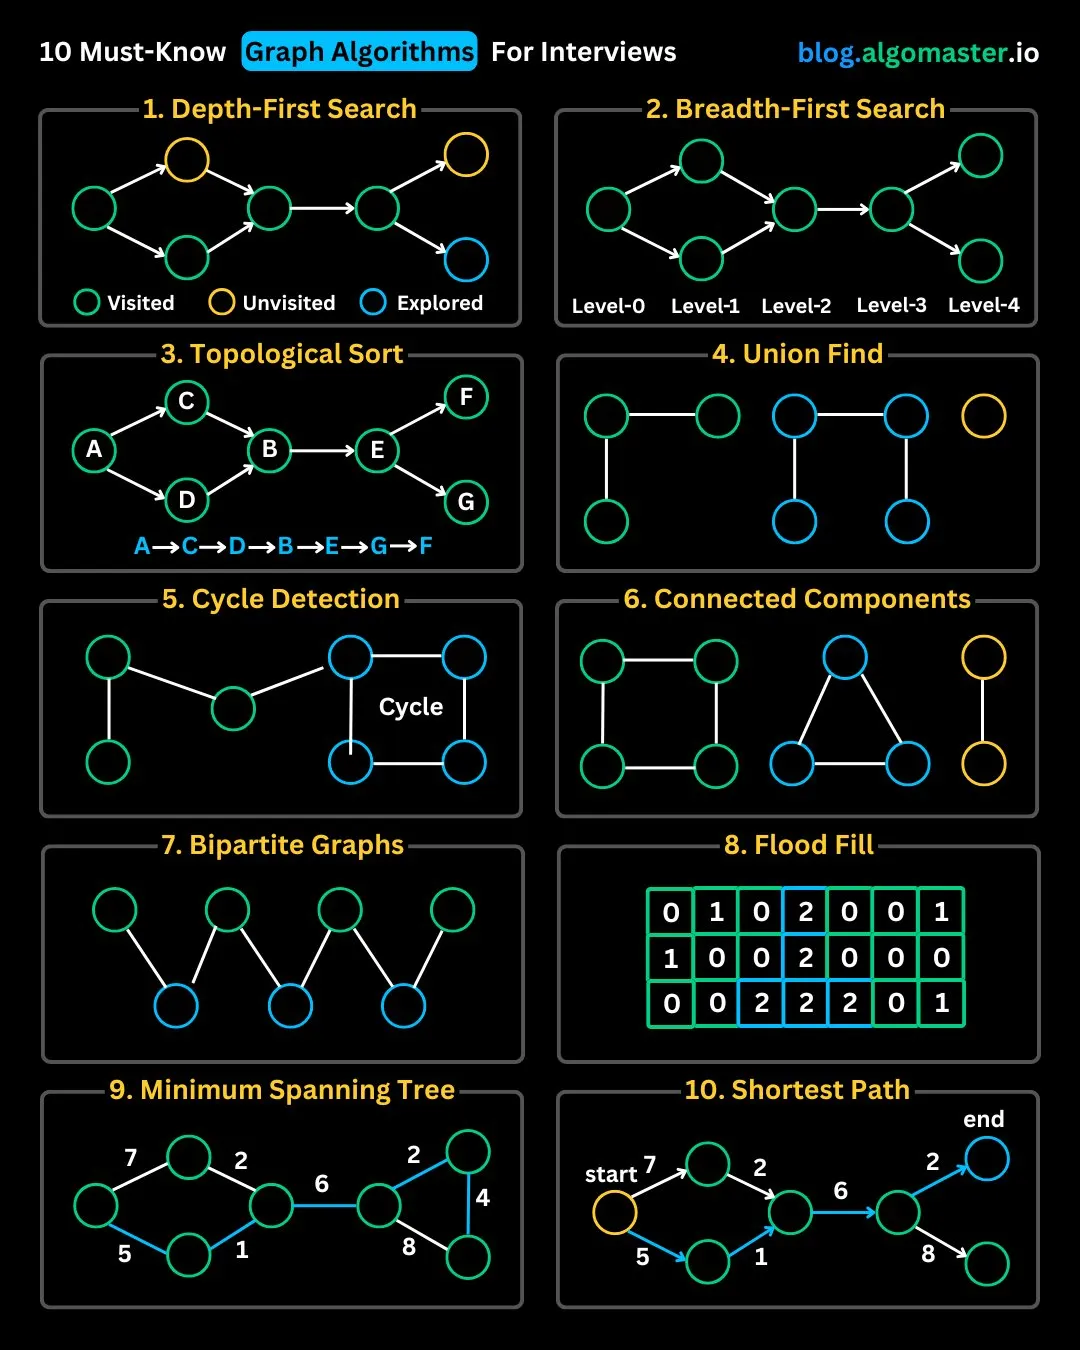 10 Must-Know Graph Algorithms For Interviews
blog.algomaster.io
1. Depth-First Search
Visited
Unvisited
Explored
2. Breadth-First Search
Level-0
Level-1
Level-2
Level-3
Level-4
3. Topological Sort
C
F
A
B
E
D
G
A→C→D→B→E→G→F
4. Union Find
5. Cycle Detection
Cycle
6. Connected Components
7. Bipartite Graphs
8. Flood Fill
0 1 0 2 0 0 1
1 0 0 2 0 0 0
0 0 2 2 2 0 1
9. Minimum Spanning Tree
7
2
2
6
4
5
1
8
10. Shortest Path
end
start
7
2
2
6
5
1
8